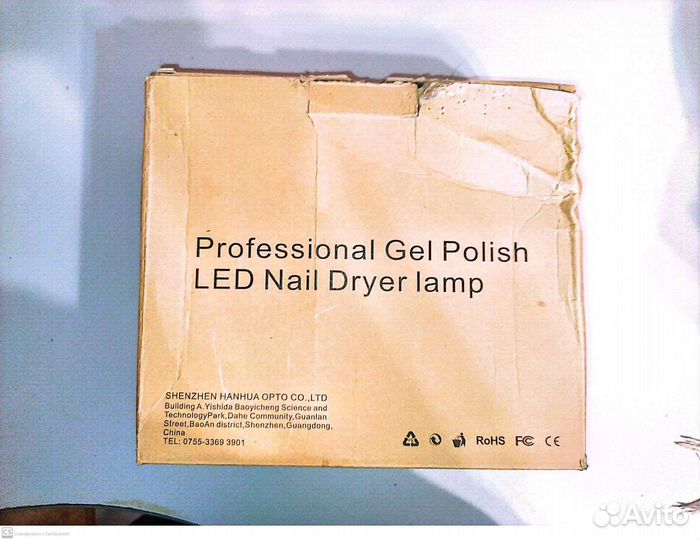 Professional Gel Polish
LED Nail Dryer lamp
SHENZHEN HANHUA OPTO CO.,LTD
Building A,Yishida Baoyicheng Science and
TechnologyPark,Dahe Community,Guanlan
Street,BaoAn district,Shenzhen,Guangdong,
China
TEL: 0755-3369 3901
RoHS FC CE
CS
Avito